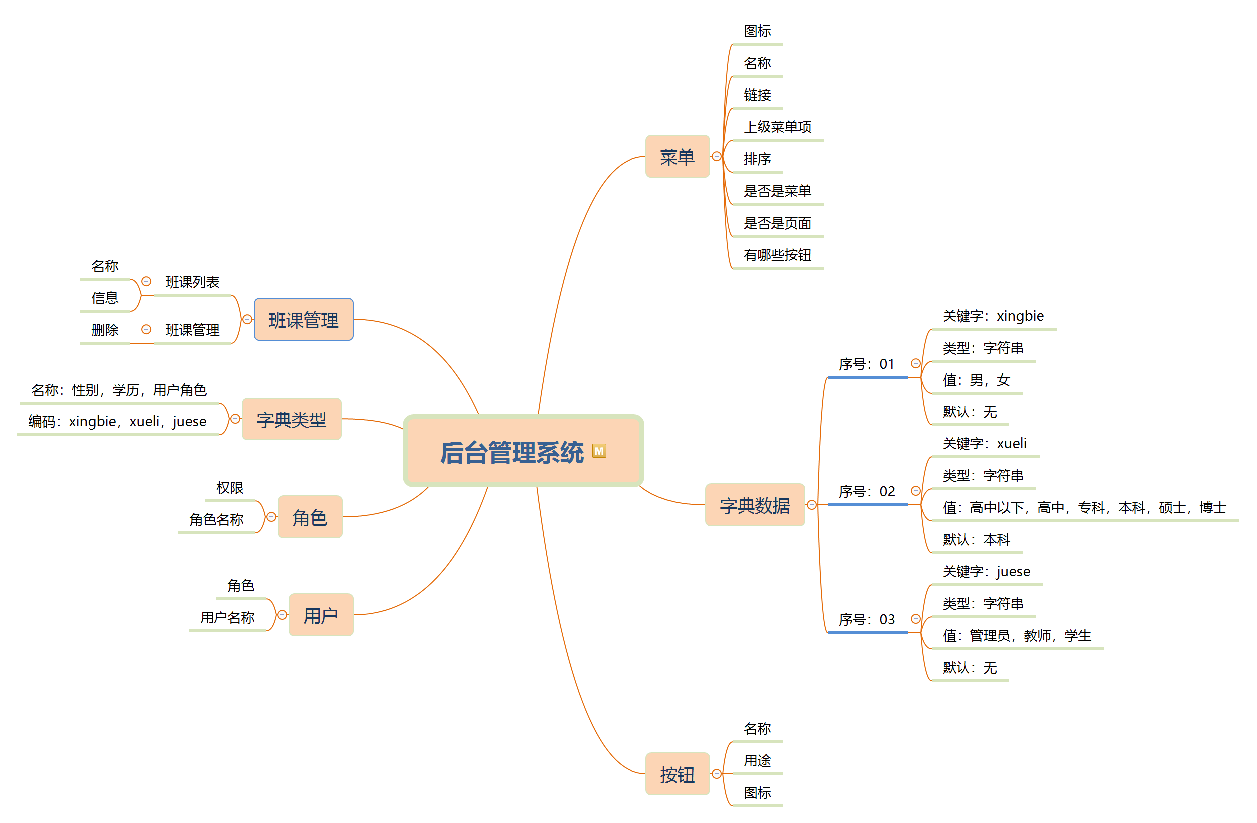 后台管理系统
菜单
图标
名称
链接
上级菜单项
排序
是否是菜单
是否是页面
有哪些按钮
字典数据
序号：01
关键字：xingbie
类型：字符串
值：男，女
默认：无
序号：02
关键字：xueli
类型：字符串
值：高中以下，高中，专科，本科，硕士，博士
默认：本科
序号：03
关键字：juese
类型：字符串
值：管理员，教师，学生
默认：无
按钮
名称
用途
图标
班课管理
班课列表
名称
信息
班课管理
删除
字典类型
名称：性别，学历，用户角色
编码：xingbie，xueli，juese
角色
权限
角色名称
用户
角色
用户名称